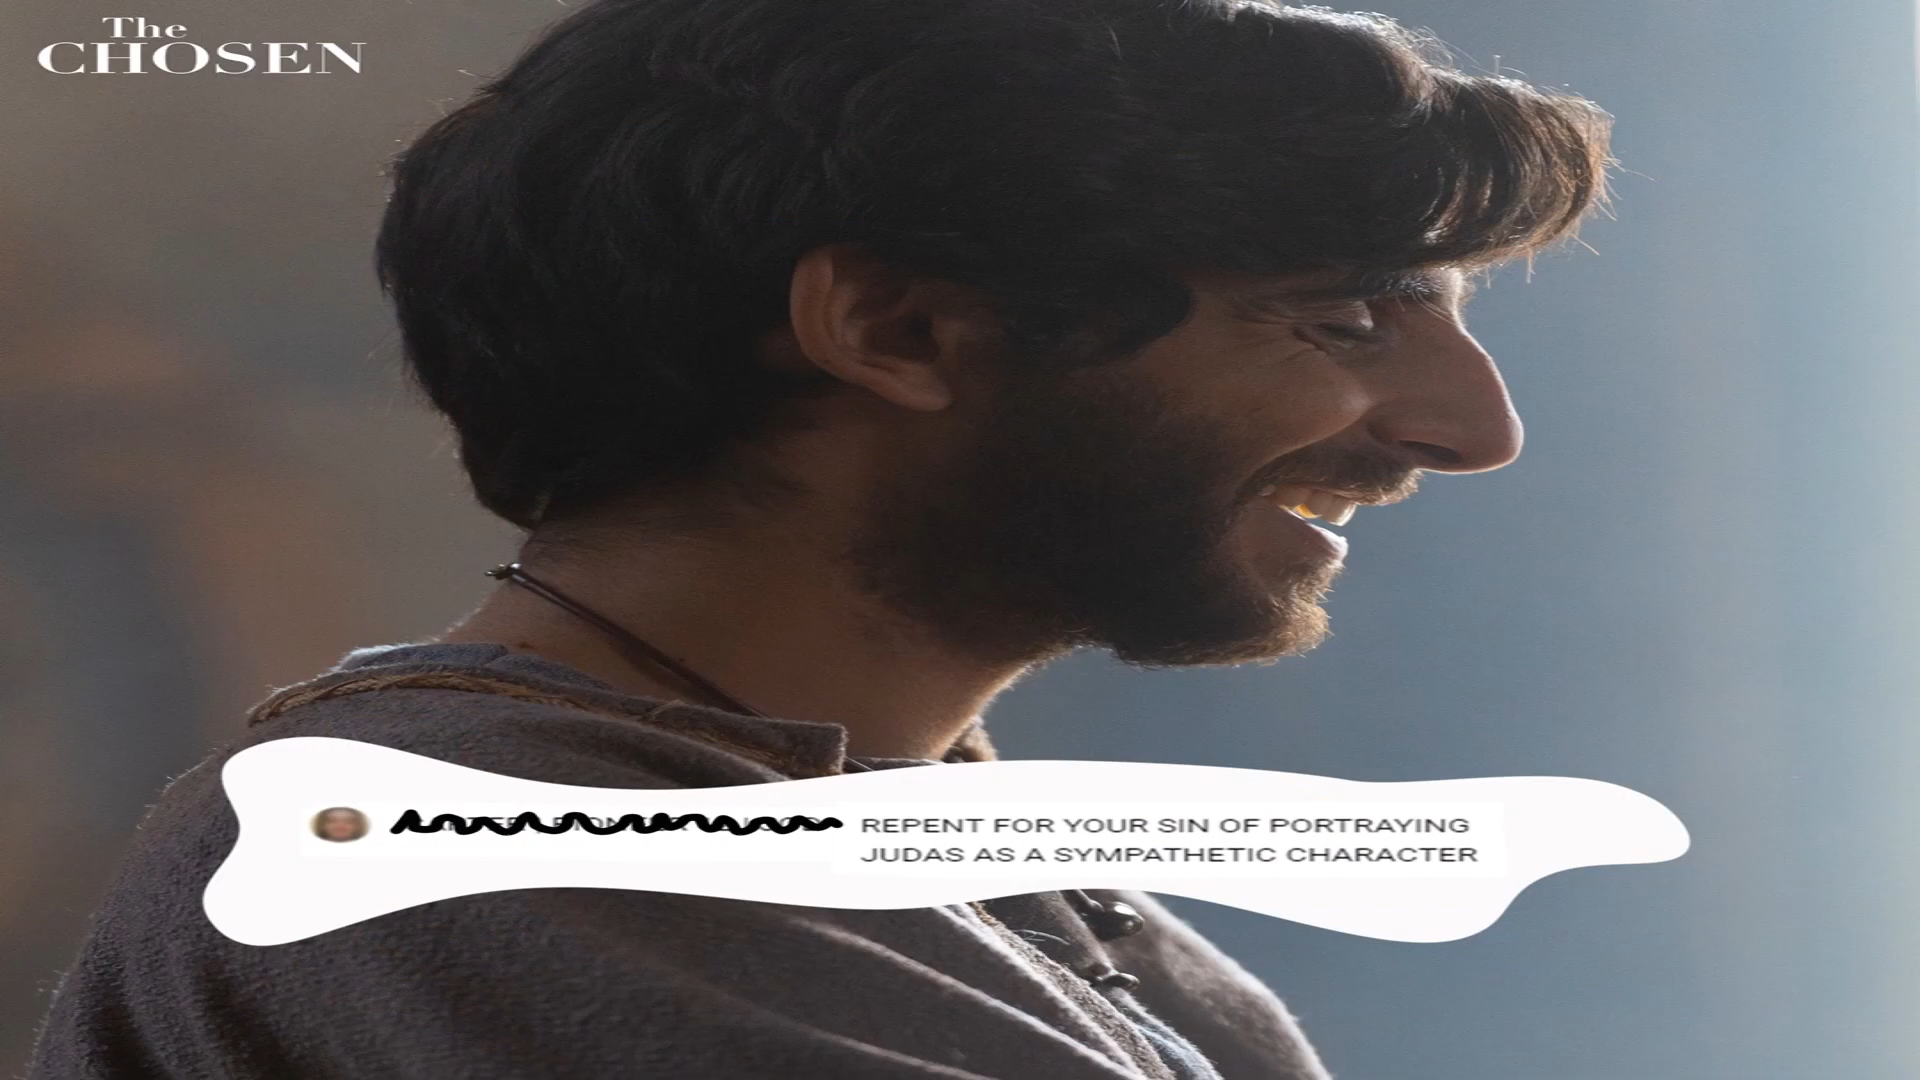 The
CHOSEN
REPENT FOR YOUR SIN OF PORTRAYING
JUDAS AS A SYMPATHETIC CHARACTER